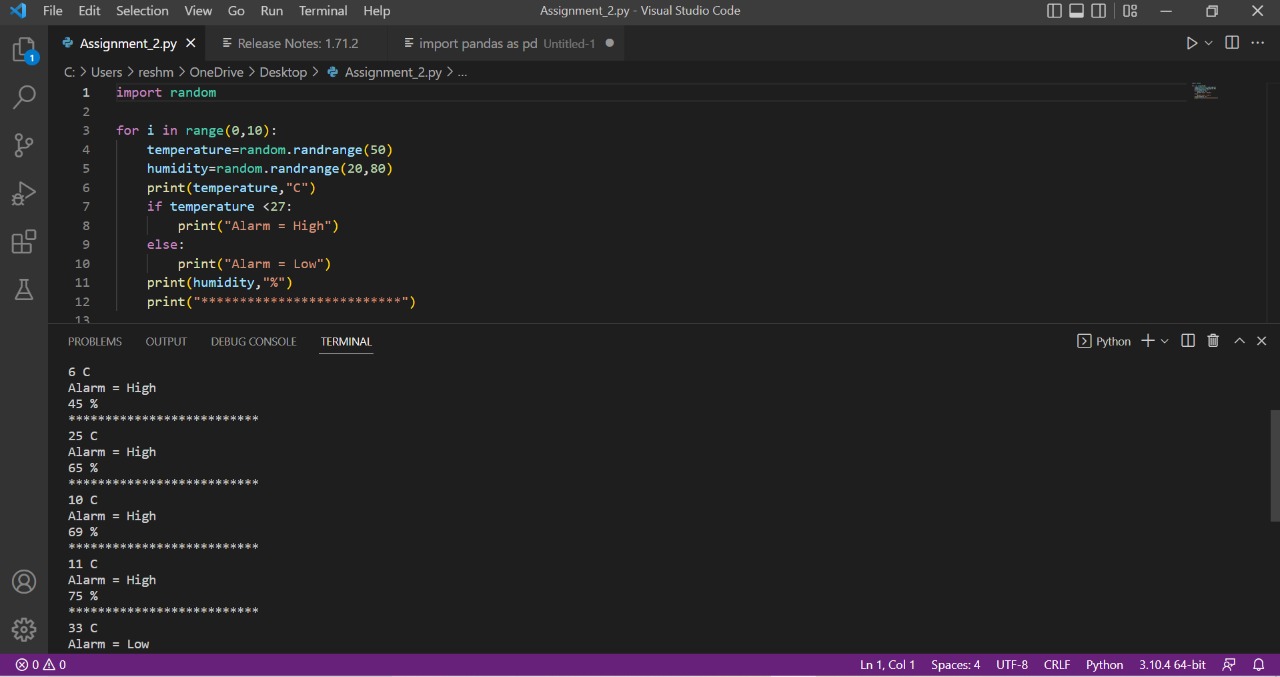 File Edit Selection View Go Run Terminal Help Assignment_2.py - Visual Studio Code
Assignment_2.py Release Notes: 1.71.2 import pandas as pd Untitled-1
C: > Users > reshm > OneDrive > Desktop > Assignment_2.py > ...
1 import random
2
3 for i in range(0,10):
4 temperature=random.randrange(50)
5 humidity=random.randrange(20,80)
6 print(temperature,"C")
7 if temperature <27:
8 print("Alarm = High")
9 else:
10 print("Alarm = Low")
11 print(humidity,"%")
12 print("**************************")
13
1
PROBLEMS OUTPUT DEBUG CONSOLE TERMINAL Python
6 C
Alarm = High
45 %
**************************
25 C
Alarm = High
65 %
**************************
10 C
Alarm = High
69 %
**************************
11 C
Alarm = High
75 %
**************************
33 C
Alarm = Low
0 0 Ln 1, Col 1 Spaces: 4 UTF-8 CRLF Python 3.10.4 64-bit